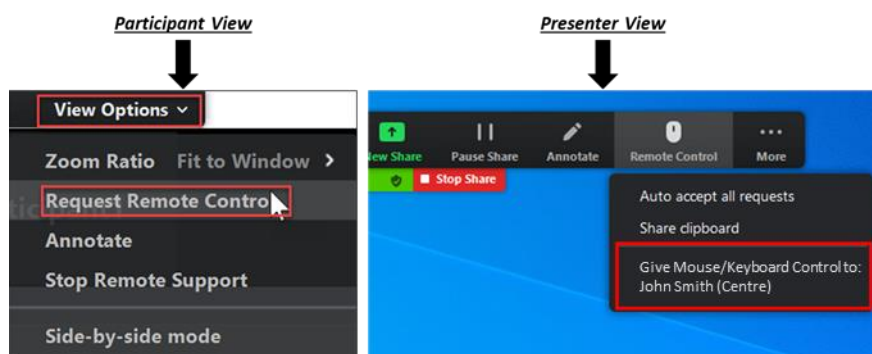 Participant View
Presenter View
View Options
Zoom Ratio Fit to Window
Request Remote Control
Annotate
Stop Remote Support
Side-by-side mode
New Share Pause Share Annotate Remote Control More
Stop Share
Auto accept all requests
Share clipboard
Give Mouse/Keyboard Control to:
John Smith (Centre)